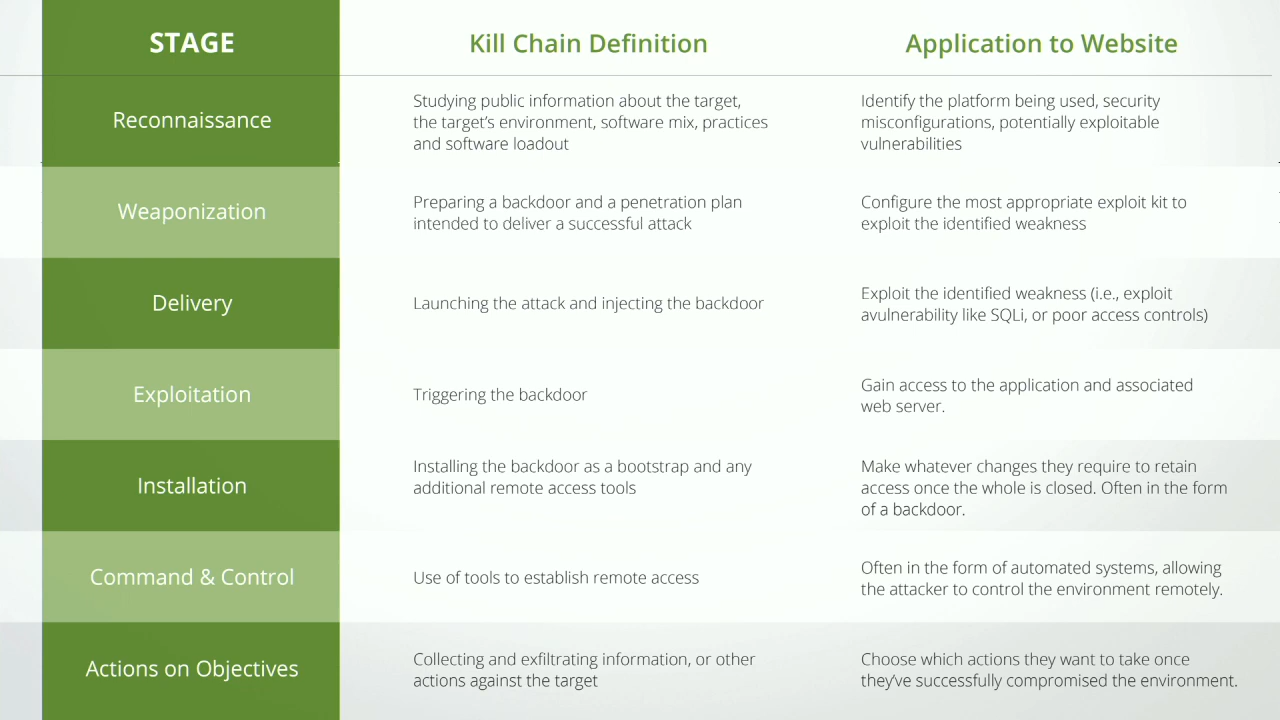 STAGE
Kill Chain Definition
Application to Website
Reconnaissance
Studying public information about the target,
the target's environment, software mix, practices
and software loadout
Identify the platform being used, security
misconfigurations, potentially exploitable
vulnerabilities
Weaponization
Preparing a backdoor and a penetration plan
intended to deliver a successful attack
Configure the most appropriate exploit kit to
exploit the identified weakness
Delivery
Launching the attack and injecting the backdoor
Exploit the identified weakness (i.e., exploit
avulnerability like SQLi, or poor access controls)
Exploitation
Triggering the backdoor
Gain access to the application and associated
web server.
Installation
Installing the backdoor as a bootstrap and any
additional remote access tools
Make whatever changes they require to retain
access once the whole is closed. Often in the form
of a backdoor.
Command & Control
Use of tools to establish remote access
Often in the form of automated systems, allowing
the attacker to control the environment remotely.
Actions on Objectives
Collecting and exfiltrating information, or other
actions against the target
Choose which actions they want to take once
they've successfully compromised the environment.